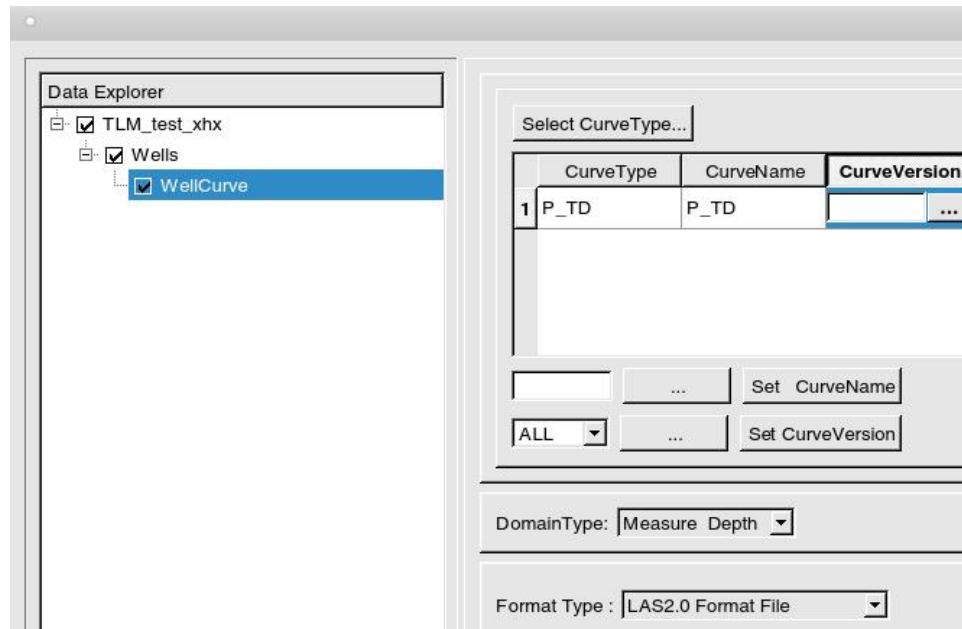 Data Explorer
TLM_test_xhx
Wells
WellCurve
Select CurveType...
CurveType CurveName CurveVersion
1 P_TD P_TD ...
... Set CurveName
ALL ... Set CurveVersion
DomainType: Measure Depth
Format Type : LAS2.0 Format File